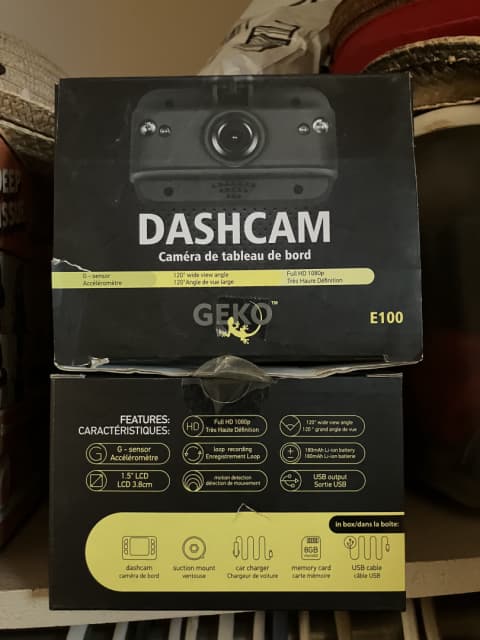 DASHCAM
Caméra de tableau de bord
G - sensor
Accéléromètre
120° wide view angle
120°Angle de vue large
Full HD 1080p
Très Haute Définition
GEKO™
E100
FEATURES:
CARACTÉRISTIQUES:
HD
Full HD 1080p
Très Haute Définition
120° wide view angle
120 ° grand angle de vue
G
G - sensor
Accéléromètre
loop recording
Enregistrement Loop
180mAh Li-ion battery
180mAh Li-ion batterie
1.5" LCD
LCD 3.8cm
motion detection
détection de mouvement
USB output
Sortie USB
in box/dans la boîte:
dashcam
caméra de bord
suction mount
ventouse
car charger
Chargeur de voiture
8GB
memory card
carte mémoire
USB cable
câble USB